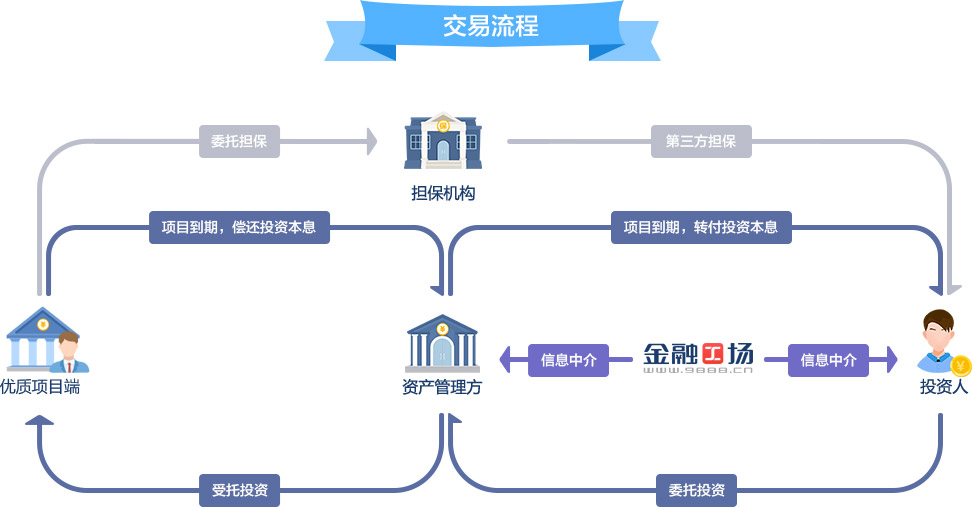 交易流程
委托担保
第三方担保
保
担保机构
项目到期，偿还投资本息
项目到期，转付投资本息
¥
¥
信息中介
金融工场
www.9888.cn
信息中介
¥
优质项目端
资产管理方
投资人
受托投资
委托投资